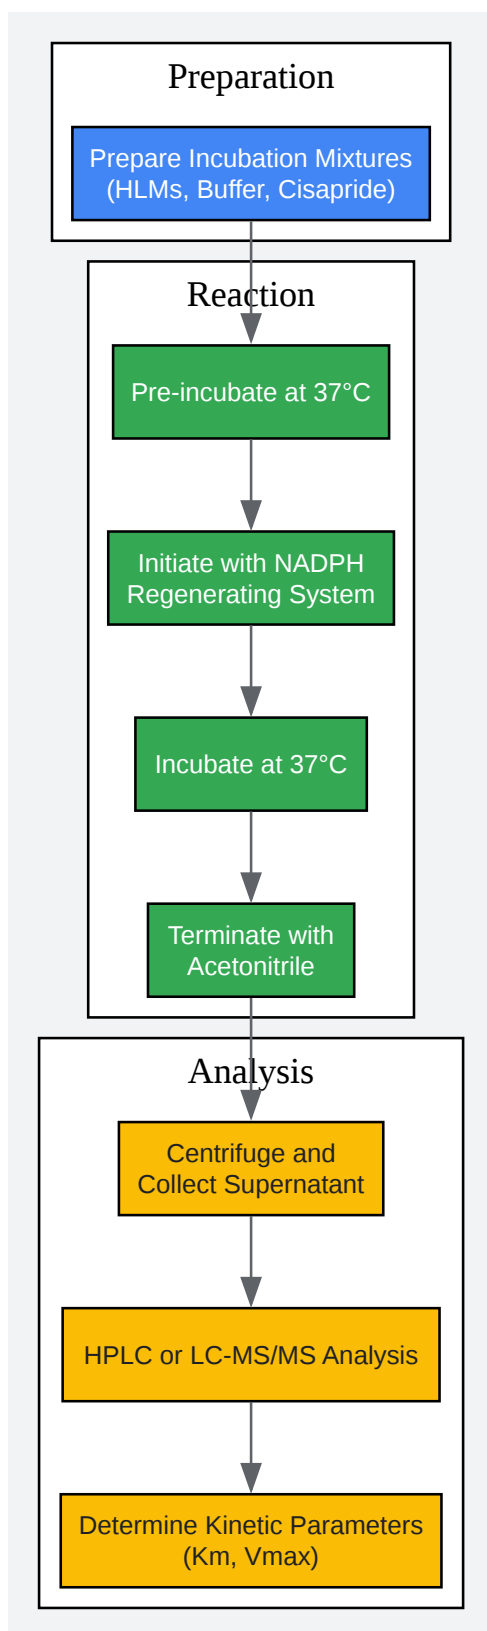 Preparation
Prepare Incubation Mixtures
(HLMs, Buffer, Cisapride)
Reaction
Pre-incubate at 37°C
Initiate with NADPH
Regenerating System
Incubate at 37°C
Terminate with
Acetonitrile
Analysis
Centrifuge and
Collect Supernatant
HPLC or LC-MS/MS Analysis
Determine Kinetic Parameters
(Km, Vmax)